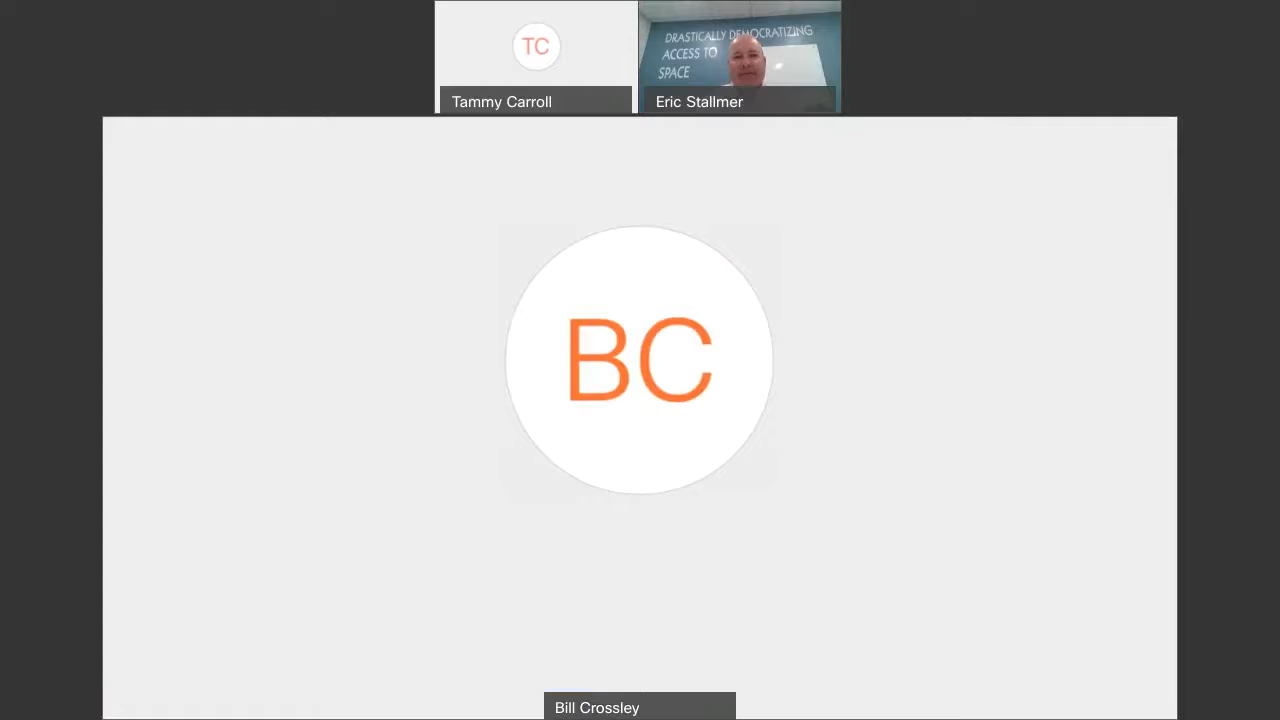 TC
Tammy Carroll
DRASTICALLY DEMOCRATIZING
ACCESS TO
SPACE
Eric Stallmer
BC
Bill Crossley